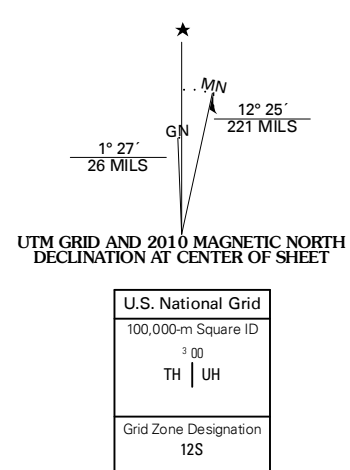 ★
MN
12° 25´
221 MILS
GN
1° 27´
26 MILS
UTM GRID AND 2010 MAGNETIC NORTH
DECLINATION AT CENTER OF SHEET
U.S. National Grid
100,000-m Square ID
³ 00
TH | UH
Grid Zone Designation
12S